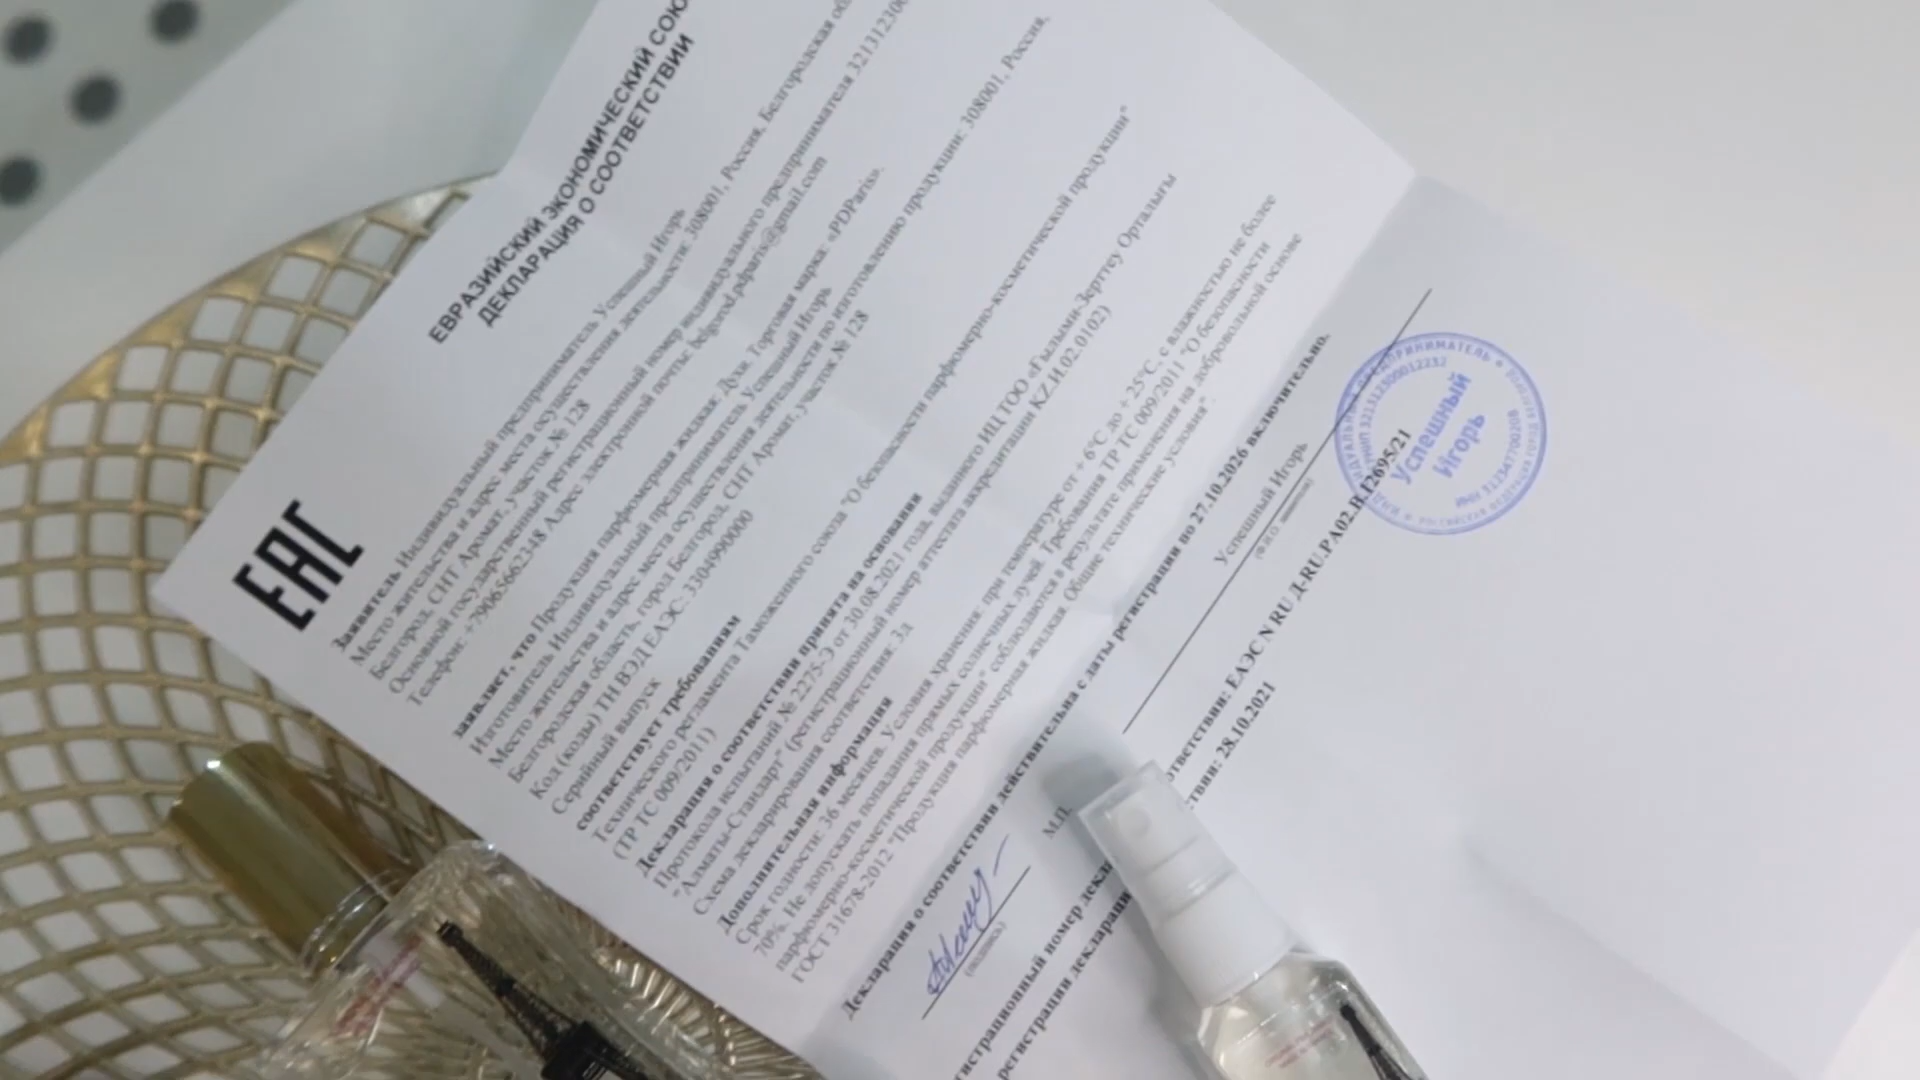 ЕВРАЗИЙСКИЙ ЭКОНОМИЧЕСКИЙ СОЮ
ДЕКЛАРАЦИЯ О СООТВЕТСТВИИ
ЕАС
Заявитель Индивидуальный предприниматель Успешный Игорь
Место жительства и адрес места осуществления деятельности: 308001, Россия, Белгородская
Белгород, СНТ Аромат, участок № 128
Основной государственный регистрационный номер индивидуального предпринимателя 32131230
Телефон: +79065662348 Адрес электронной почты: belgorod.pdparis@gmail.com
заявляет, что Продукция парфюмерная жидкая: Духи. Торговая марка: «PDParis».
Изготовитель Индивидуальный предприниматель Успешный Игорь
Место жительства и адрес места осуществления деятельности по изготовлению продукции: 308001, Россия,
Белгородская область, город Белгород, СНТ Аромат, участок № 128
Код (коды) ТН ВЭД ЕАЭС: 3304990000
Серийный выпуск
соответствует требованиям
Технического регламента Таможенного союза "О безопасности парфюмерно-косметической продукции"
(ТР ТС 009/2011)
Декларация о соответствии принята на основании
Протокола испытаний № 2275-Э от 30.08.2021 года, выданного ИЦ ТОО «Ғылыми-Зерттеу Орталығы
"Алматы-Стандарт" (регистрационный номер аттестата аккредитации KZ.И.02.0102)
Схема декларирования соответствия: 3д
Дополнительная информация
Срок годности: 36 месяцев. Условия хранения: при температуре от + 6°С до + 25°С, с влажностью не более
70%. Не допускать попадания прямых солнечных лучей. Требования ТР ТС 009/2011 "О безопасности
парфюмерно-косметической продукции" соблюдаются в результате применения на добровольной основе
ГОСТ 31678-2012 "Продукция парфюмерная жидкая. Общие технические условия".
Декларация о соответствии действительна с даты регистрации по 27.10.2026 включительно.
(подпись)
М.П.
Успешный Игорь
(Ф.И.О. заявителя)
ПРЕДПРИНИМАТЕЛЬ
321312300012232
Успешный
Игорь
ИНН
гистрационный номер декла
ответствии: ЕАЭС N RU Д-RU.РА02.В.12695/21
регистрации декларации
ствии: 28.10.2021